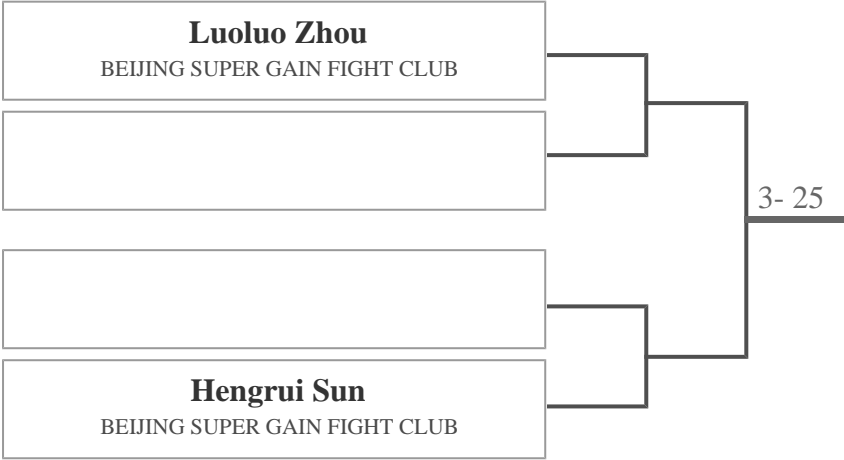 Luoluo Zhou
BEIJING SUPER GAIN FIGHT CLUB
3- 25
Hengrui Sun
BEIJING SUPER GAIN FIGHT CLUB